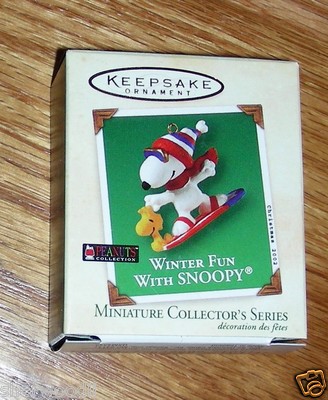 KEEPSAKE
ORNAMENT
CHRISTMAS 2003
PEANUTS
COLLECTION
WINTER FUN
WITH SNOOPY®
MINIATURE COLLECTOR'S SERIES
décoration des fêtes